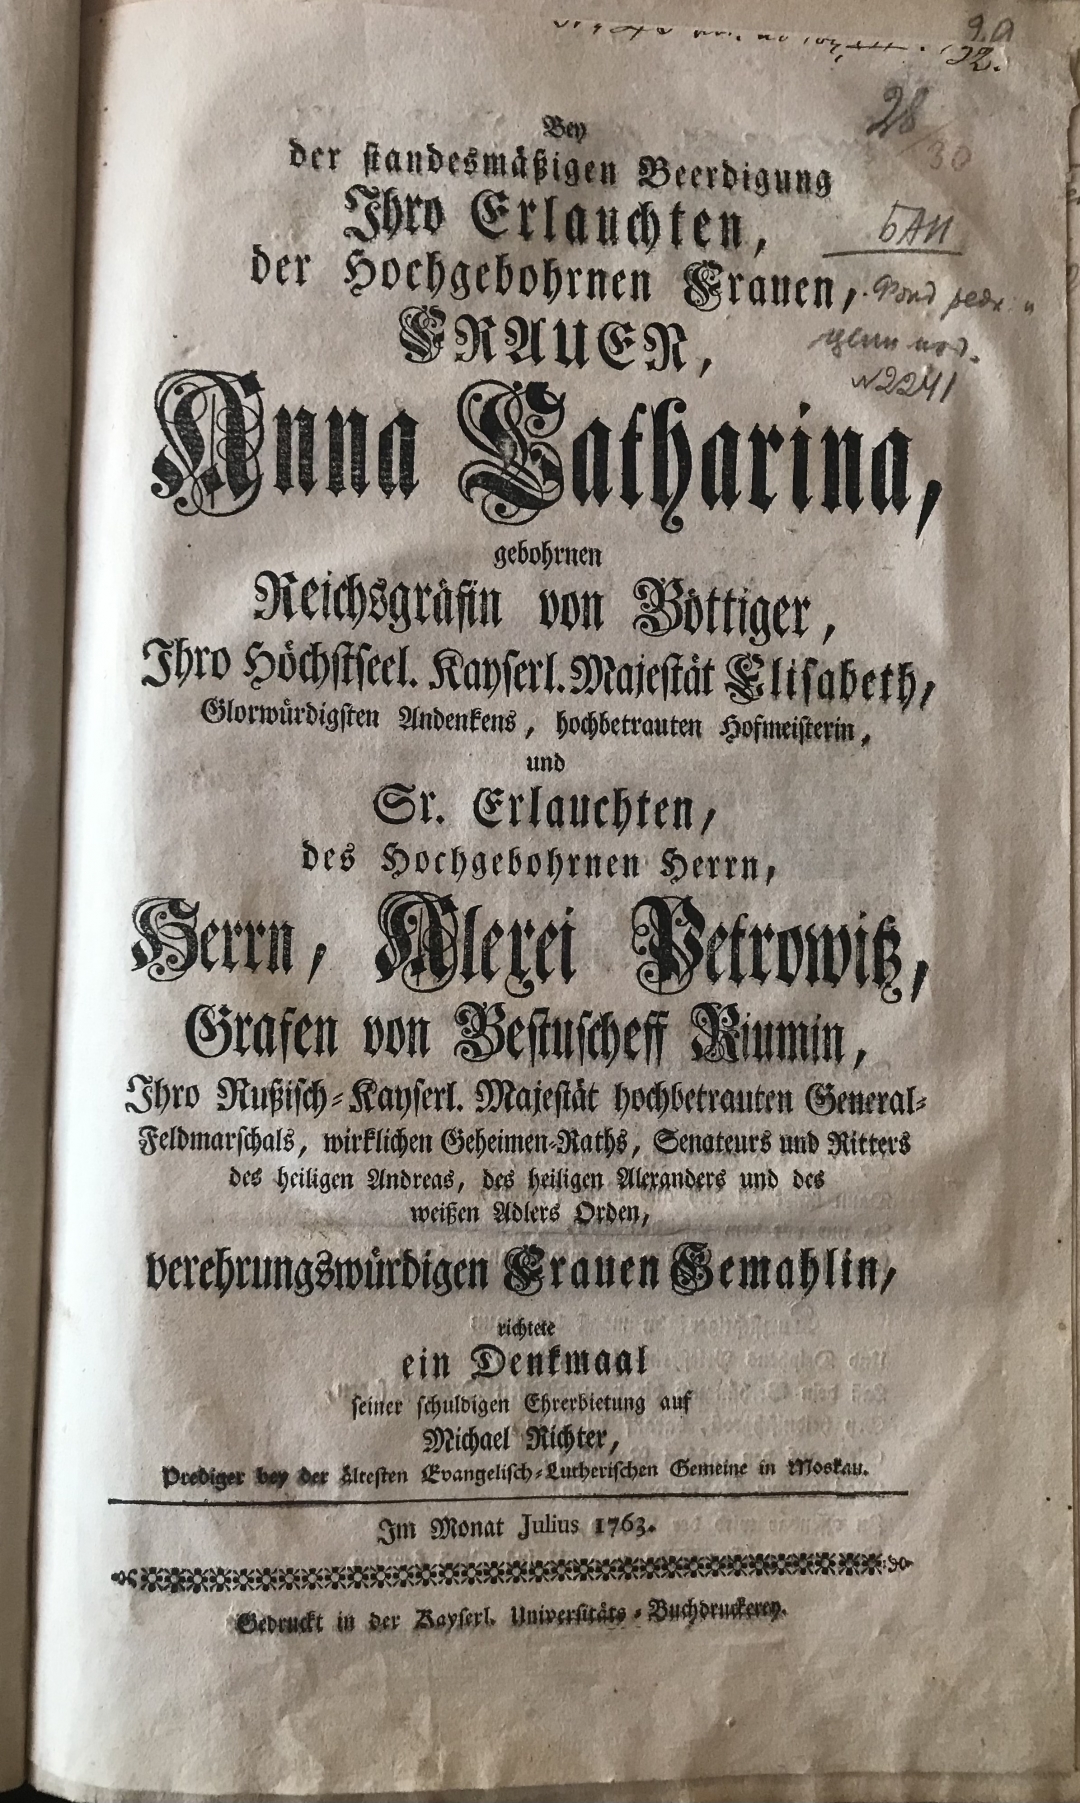 9.a
92.
28/30
Bey
der standesmäßigen Beerdigung
Ihro Erlauchten,
БАН
der Hochgebohrnen Frauen,
Фонд
FRAUEN,
N2241
Anna Catharina,
gebohrnen
Reichsgräfin von Böttiger,
Ihro Höchstseel. Kayserl. Majestät Elisabeth,
Glorwürdigsten Andenkens, hochbetrauten Hofmeisterin,
und
Sr. Erlauchten,
des Hochgebohrnen Herrn,
Herrn, Alexei Petrowitz,
Grafen von Bestuscheff Riumin,
Ihro Rußisch-Kayserl. Majestät hochbetrauten General-
Feldmarschals, wirklichen Geheimen-Raths, Senateurs und Ritters
des heiligen Andreas, des heiligen Alexanders und des
weißen Adlers Orden,
verehrungswürdigen Frauen Gemahlin,
richtete
ein Denkmaal
seiner schuldigen Ehrerbietung auf
Michael Richter,
Prediger bey der ältesten Evangelisch-Lutherischen Gemeine in Moskau.
Im Monat Julius 1763.
Gedruckt in der Kayserl. Universitäts-Buchdruckerey.